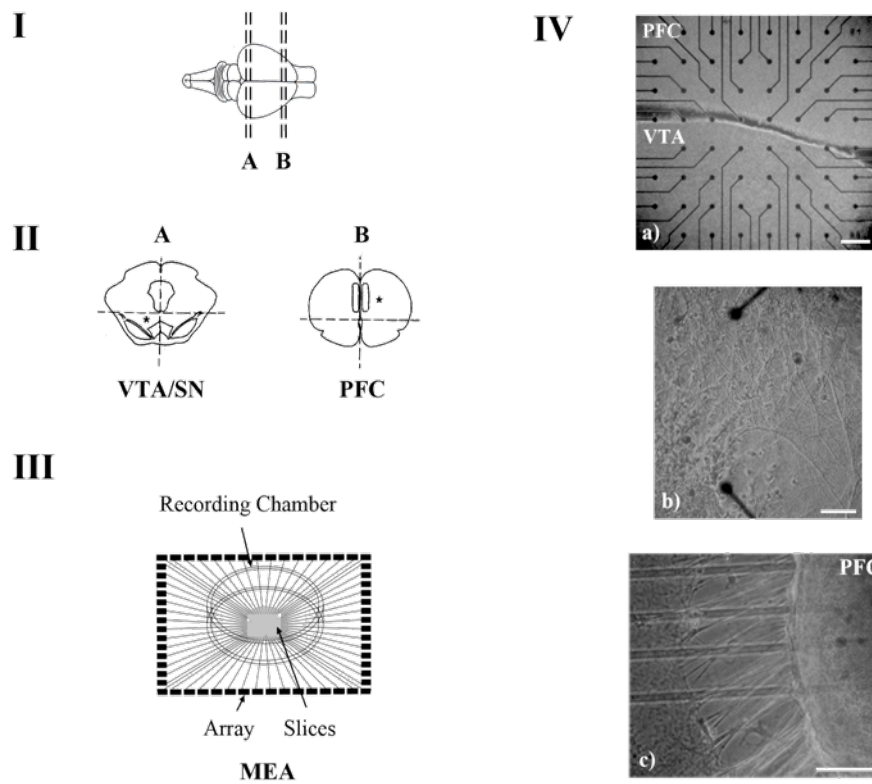 I
A B
II
A B
* *
VTA/SN PFC
III
Recording Chamber
Array Slices
MEA
IV
PFC
VTA
a)
b)
PFC
c)